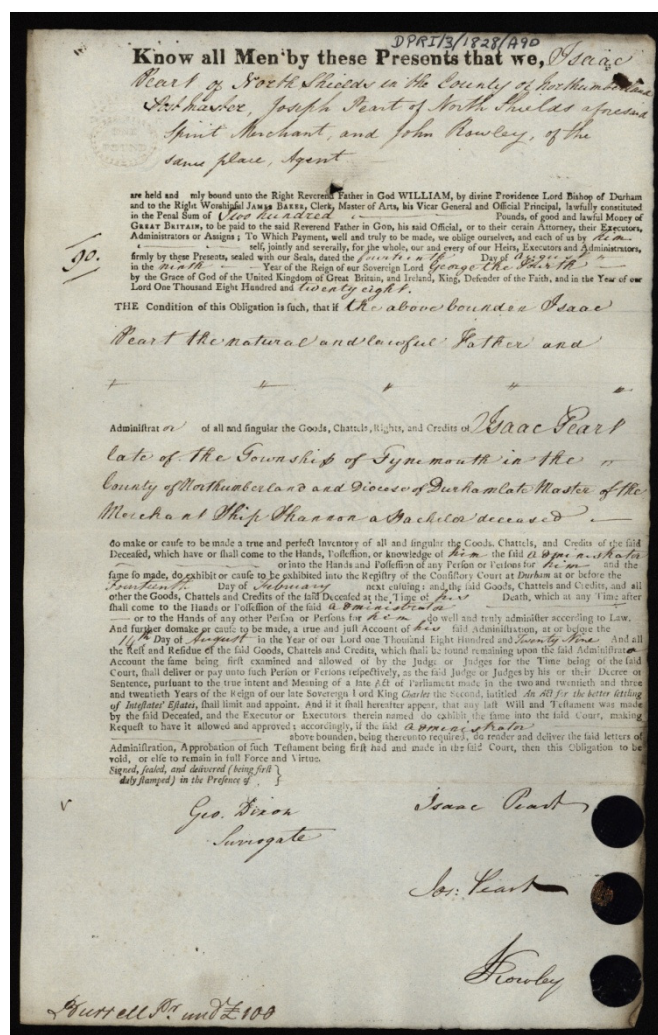 DPRI/3/1828/A90
Know all Men by these Presents that we, Isaac
Peart of North Shields in the County of Northumberland
Joseph Peart of North Shields aforesaid
Spirit Merchant, and John Rowley, of the
same place, Agent
are held and mly bound unto the Right Reverend Father in God WILLIAM, by divine Providence Lord Bishop of Durham
and to the Right Worshipful JAMES BAKER, Clerk, Master of Arts, his Vicar General and Official Principal, lawfully constituted
in the Penal Sum of Two hundred Pounds, of good and lawful Money of
GREAT BRITAIN, to be paid to the said Reverend Father in GOD, his said Official, or to their certain Attorney, their Executors,
Administrators or Assigns; To Which Payment, well and truly to be made, we oblige ourselves, and each of us by him
self, jointly and severally, for the whole, our and every of our Heirs, Executors and Administrators,
90.
firmly by these Presents, sealed with our Seals, dated the fourteenth Day of August
in the ninth Year of the Reign of our Sovereign Lord George the Fourth
by the Grace of God of the United Kingdom of Great Britain, and Ireland, King, Defender of the Faith, and in the Year of our
Lord One Thousand Eight Hundred and twenty eight.
THE Condition of this Obligation is such, that if the above bounden Isaac
Peart the natural and lawful Father and
Administrator of all and singular the Goods, Chattels, Rights, and Credits of Isaac Peart
late of the Township of Tynemouth in the
County of Northumberland and Diocese of Durham late Master of the
Merchant Ship Shannon a Bachelor deceased
do make or cause to be made a true and perfect Inventory of all and singular the Goods, Chattels, and Credits of the said
Deceased, which have or shall come to the Hands, Possession, or knowledge of him the said administrator
or into the Hands and Possession of any Person or Persons for him and the
same so made, do exhibit or cause to be exhibited into the Registry of the Consistory Court at Durham at or before the
Fourteenth Day of February next ensuing; and the said Goods, Chattels and Credits, and all
other the Goods, Chattels and Credits of the said Deceased at the Time of his Death, which at any Time after
shall come to the Hands or Possession of the said administrator
or to the Hands of any other Person or Persons for him do well and truly administer according to Law.
And further do make or cause to be made, a true and just Account of his said Administration, at or before the
14th Day of August in the Year of our Lord one Thousand Eight Hundred and Twenty Nine And all
the Rest and Residue of the said Goods, Chattels and Credits, which shall be found remaining upon the said Administrator
Account the same being first examined and allowed of by the Judge or Judges for the Time being of the said
Court, shall deliver or pay unto such Person or Persons respectively, as the said Judge or Judges by his or their Decree or
Sentence, pursuant to the true intent and Meaning of a late Act of Parliament made in the two and twentieth and three
and twentieth Years of the Reign of our late Sovereign Lord King Charles the Second, intitled An Act for the better settling
of Intestates' Estates, shall limit and appoint. And if it shall hereafter appear, that any last Will and Testament was made
by the said Deceased, and the Executor or Executors therein named do exhibit the same into the said Court, making
Request to have it allowed and approved accordingly, if the said administrator
above bounden, being thereunto required, do render and deliver the said letters of
Administration, Approbation of such Testament being first had and made in the said Court, then this Obligation to be
void, or else to remain in full Force and Virtue.
Signed, sealed, and delivered (being first
duly stamped) in the Presence of
Geo. Dixon
Surrogate
Isaac Peart
Jos: Peart
J Rowley
Burrell Pr. und £100